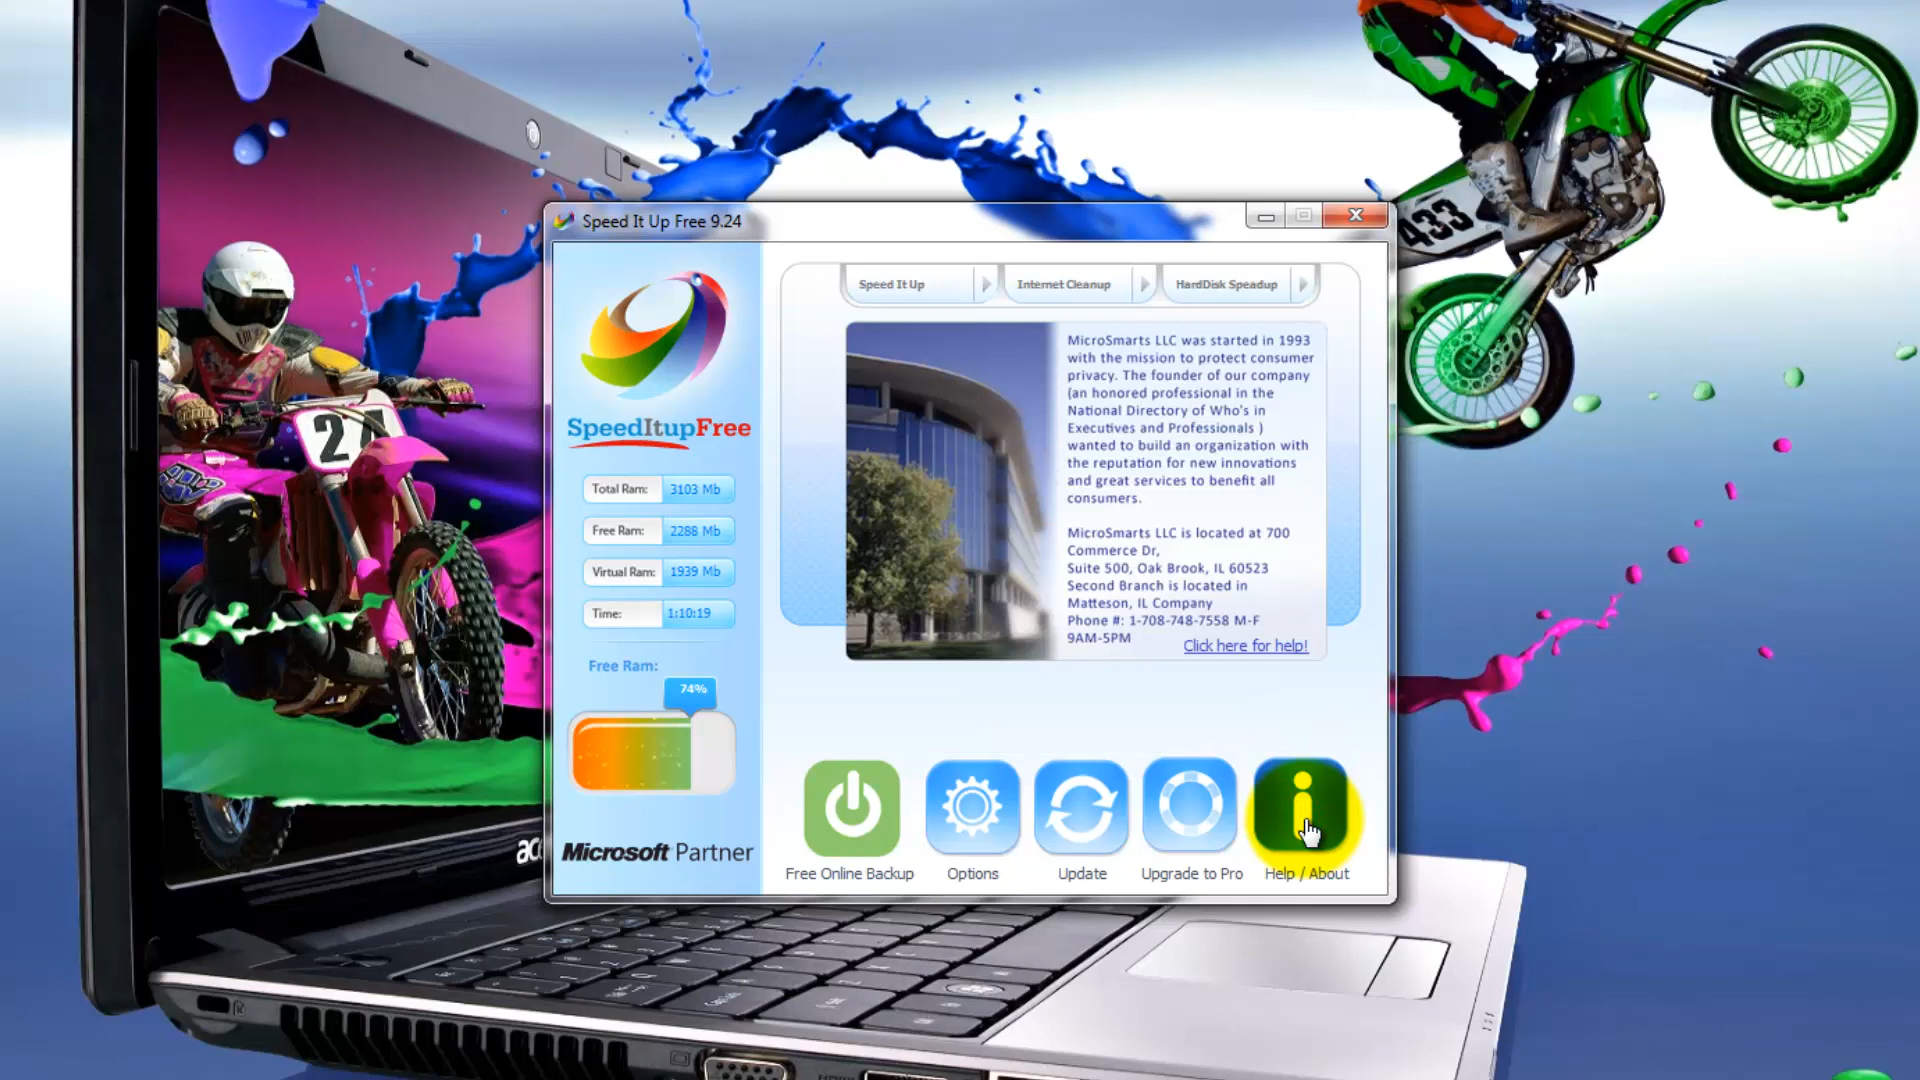 Speed It Up Free 9.24
Speed It Up
Internet Cleanup
HardDisk Speadup
SpeedItupFree
Total Ram: 3103 Mb
Free Ram: 2288 Mb
Virtual Ram: 1939 Mb
Time: 1:10:19
Free Ram:
74%
Microsoft Partner
MicroSmarts LLC was started in 1993
with the mission to protect consumer
privacy. The founder of our company
(an honored professional in the
National Directory of Who's in
Executives and Professionals )
wanted to build an organization with
the reputation for new innovations
and great services to benefit all
consumers.
MicroSmarts LLC is located at 700
Commerce Dr,
Suite 500, Oak Brook, IL 60523
Second Branch is located in
Matteson, IL Company
Phone #: 1-708-748-7558 M-F
9AM-5PM
Click here for help!
Free Online Backup
Options
Update
Upgrade to Pro
Help / About
433
24